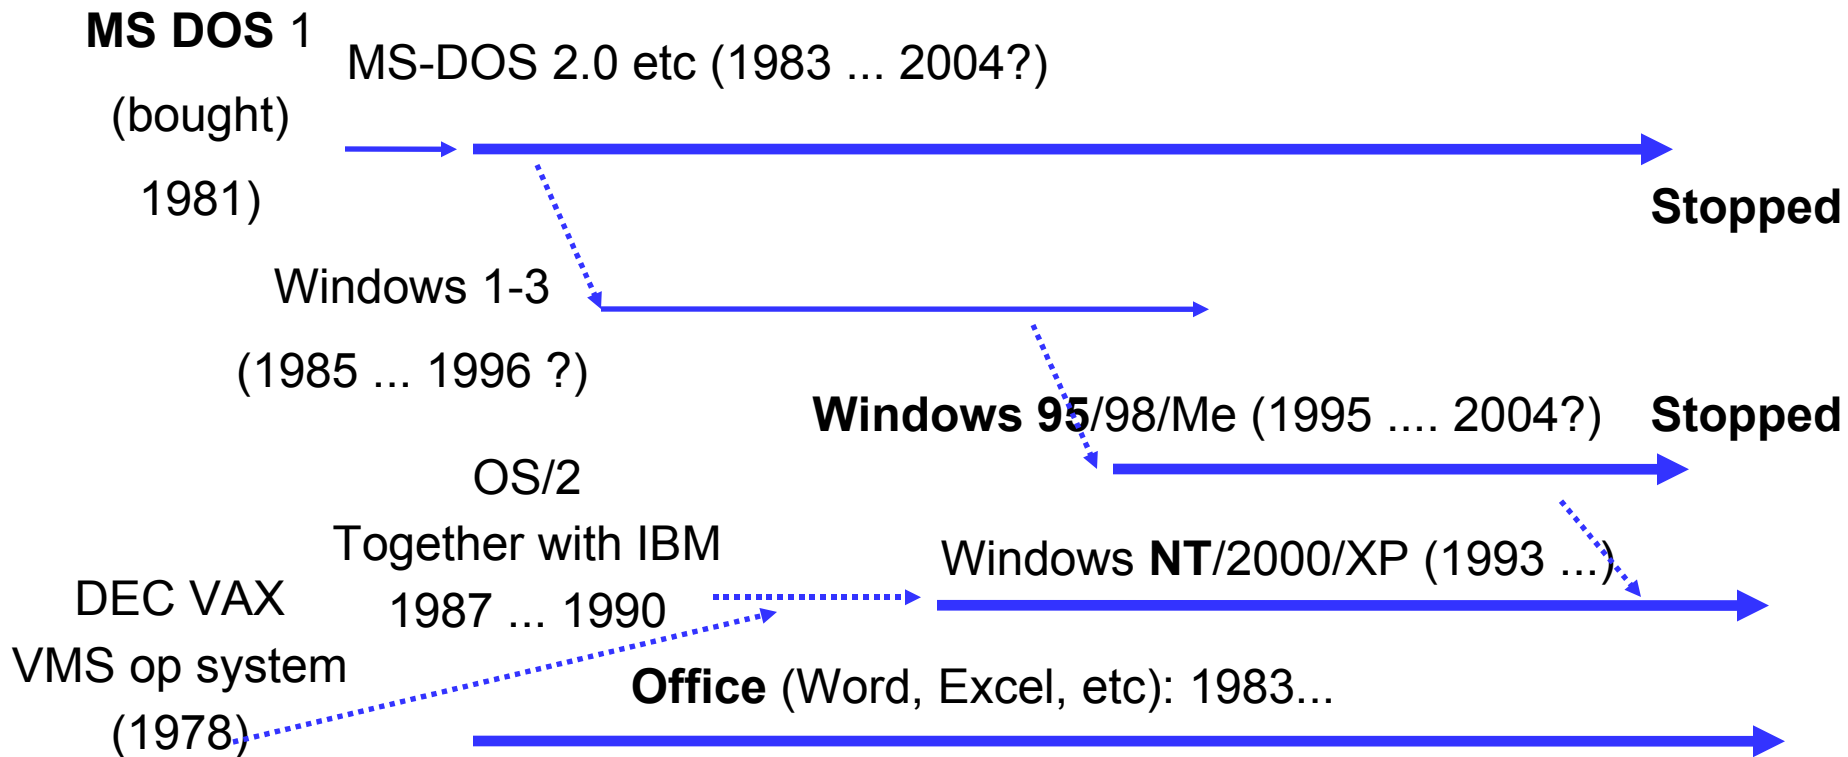 MS DOS 1
(bought)
1981)
MS-DOS 2.0 etc (1983 ... 2004?)
Stopped
Windows 1-3
(1985 ... 1996 ?)
Windows 95/98/Me (1995 .... 2004?)
Stopped
OS/2
Together with IBM
1987 ... 1990
Windows NT/2000/XP (1993 ...)
DEC VAX
VMS op system
(1978)
Office (Word, Excel, etc): 1983...